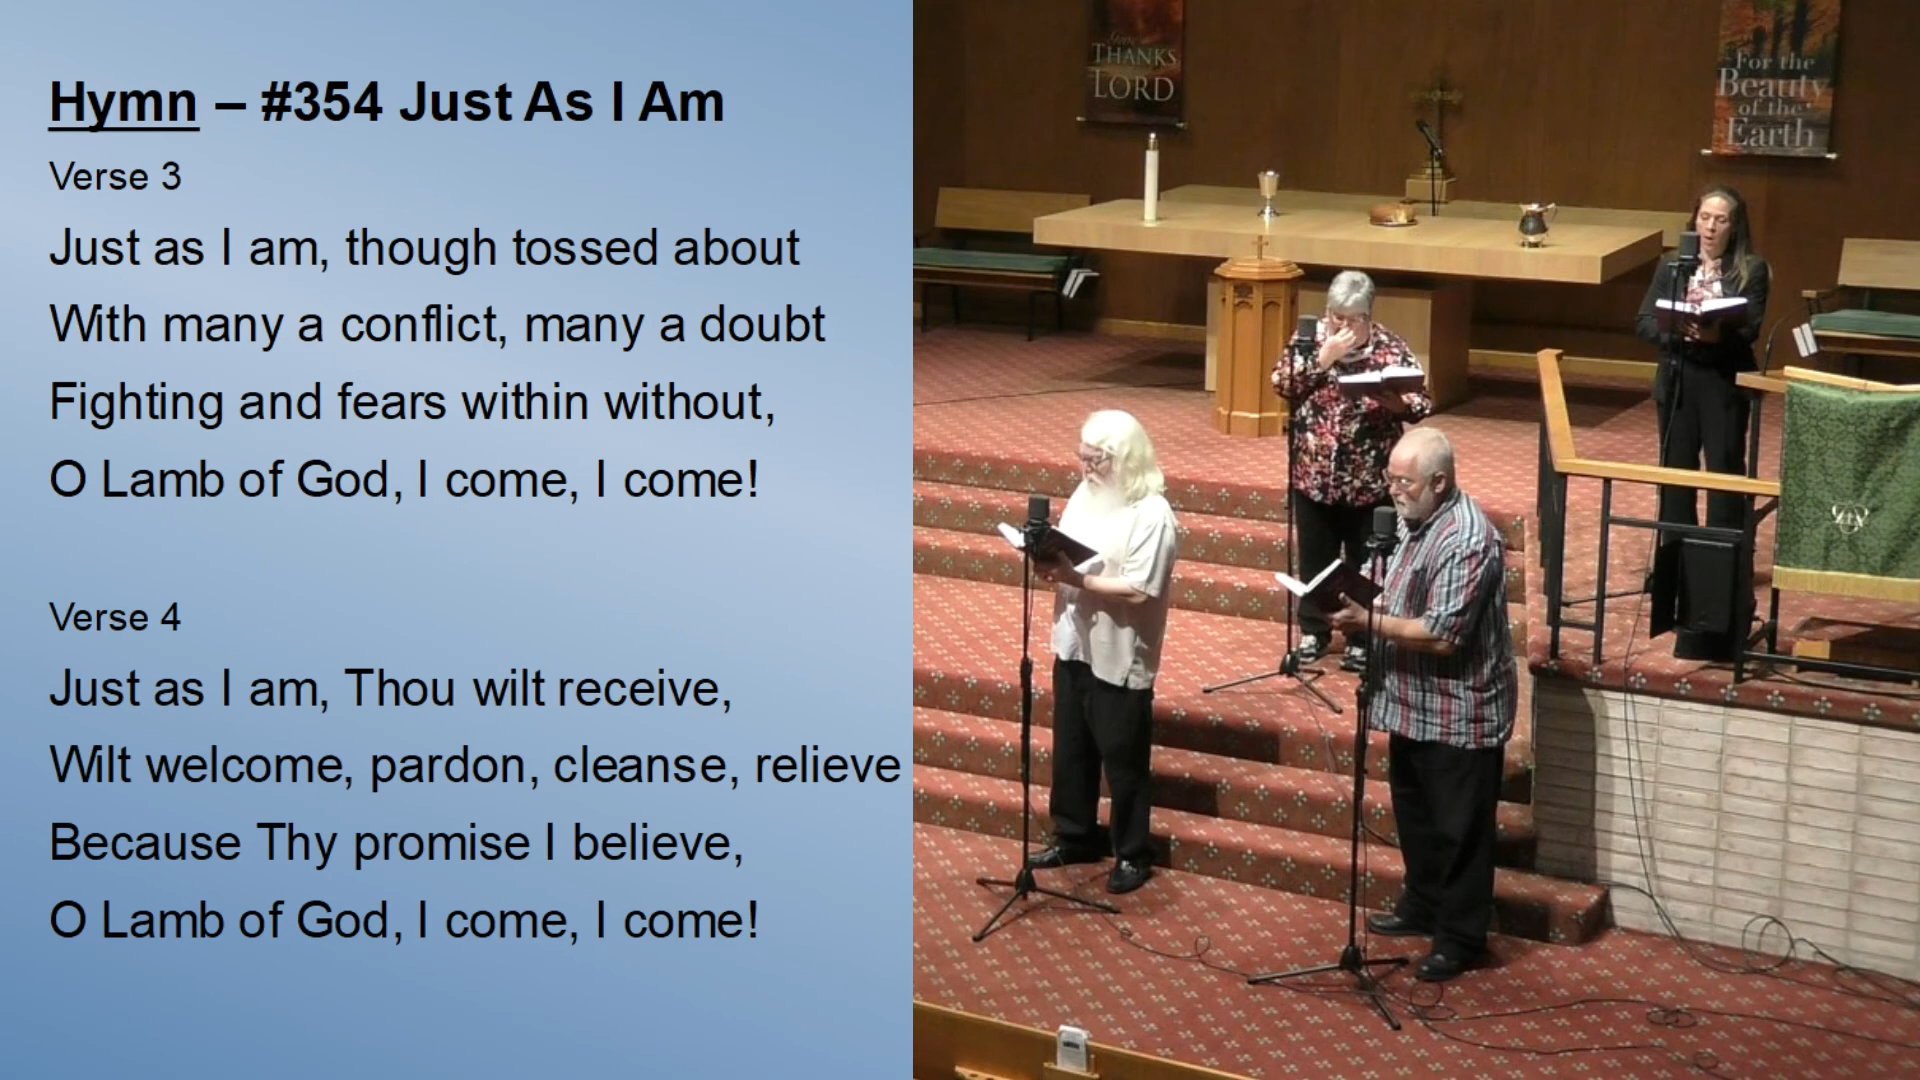 Hymn – #354 Just As I Am
Verse 3
Just as I am, though tossed about
With many a conflict, many a doubt
Fighting and fears within without,
O Lamb of God, I come, I come!
Verse 4
Just as I am, Thou wilt receive,
Wilt welcome, pardon, cleanse, relieve
Because Thy promise I believe,
O Lamb of God, I come, I come!
THANKS
LORD
For the
Beauty
of the
Earth